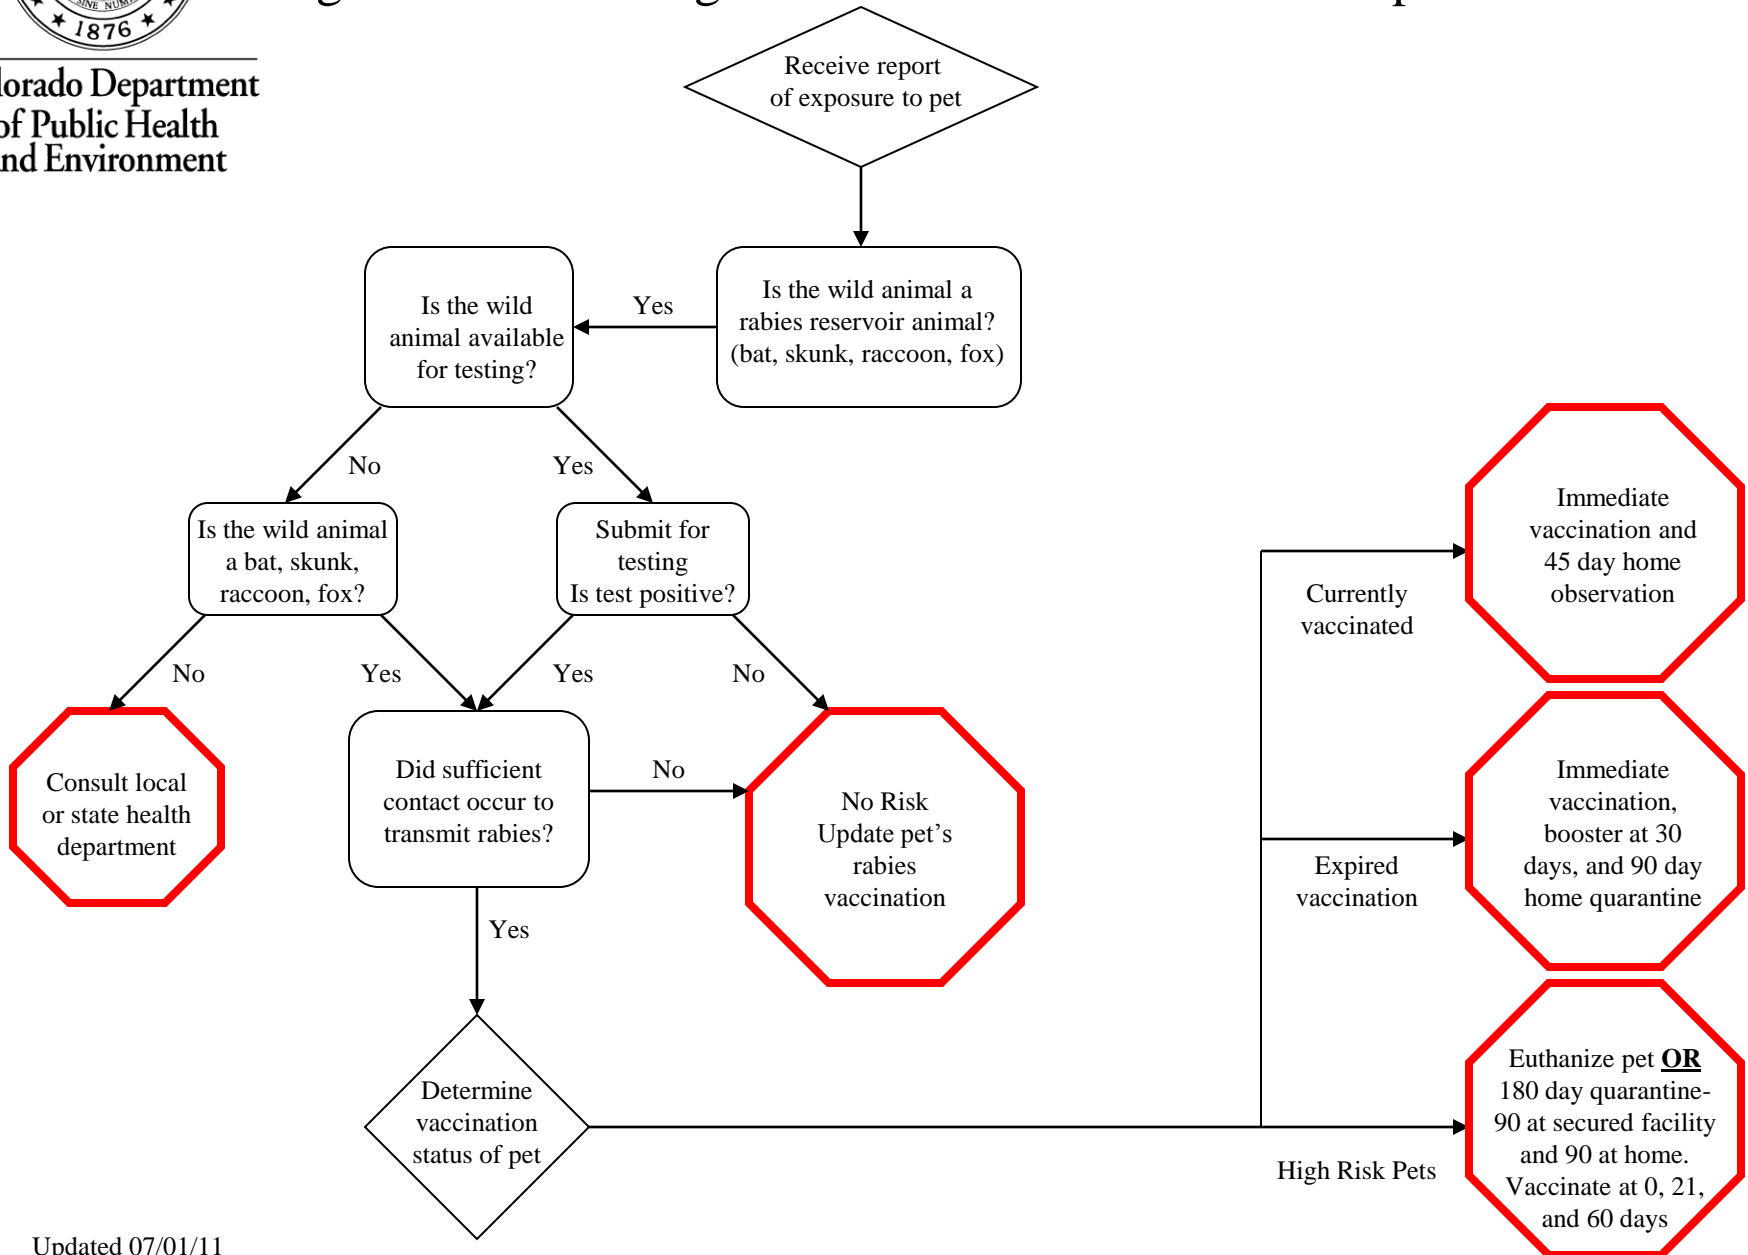 1876
Department
of Public Health
Environment
Receive report
of exposure to pet
Is the wild animal a
rabies reservoir animal?
(bat, skunk, raccoon, fox)
Yes
Is the wild
animal available
for testing?
No
Yes
Is the wild animal
a bat, skunk,
raccoon, fox?
Submit for
testing
Is test positive?
No
Yes
Yes
No
Consult local
or state health
department
Did sufficient
contact occur to
transmit rabies?
No
No Risk
Update pet’s
rabies
vaccination
Yes
Determine
vaccination
status of pet
Currently
vaccinated
Immediate
vaccination and
45 day home
observation
Expired
vaccination
Immediate
vaccination,
booster at 30
days, and 90 day
home quarantine
High Risk Pets
Euthanize pet OR
180 day quarantine-
90 at secured facility
and 90 at home.
Vaccinate at 0, 21,
and 60 days
Updated 07/01/11